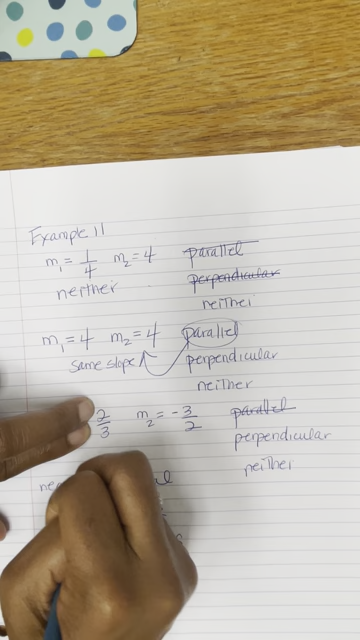 Example 11
m₁ = 1/4 m₂ = 4 parallel
perpendicular
neither
neither
m₁ = 4 m₂ = 4 parallel
same slope perpendicular
neither
2/3 m₂ = -3/2 parallel
perpendicular
neither